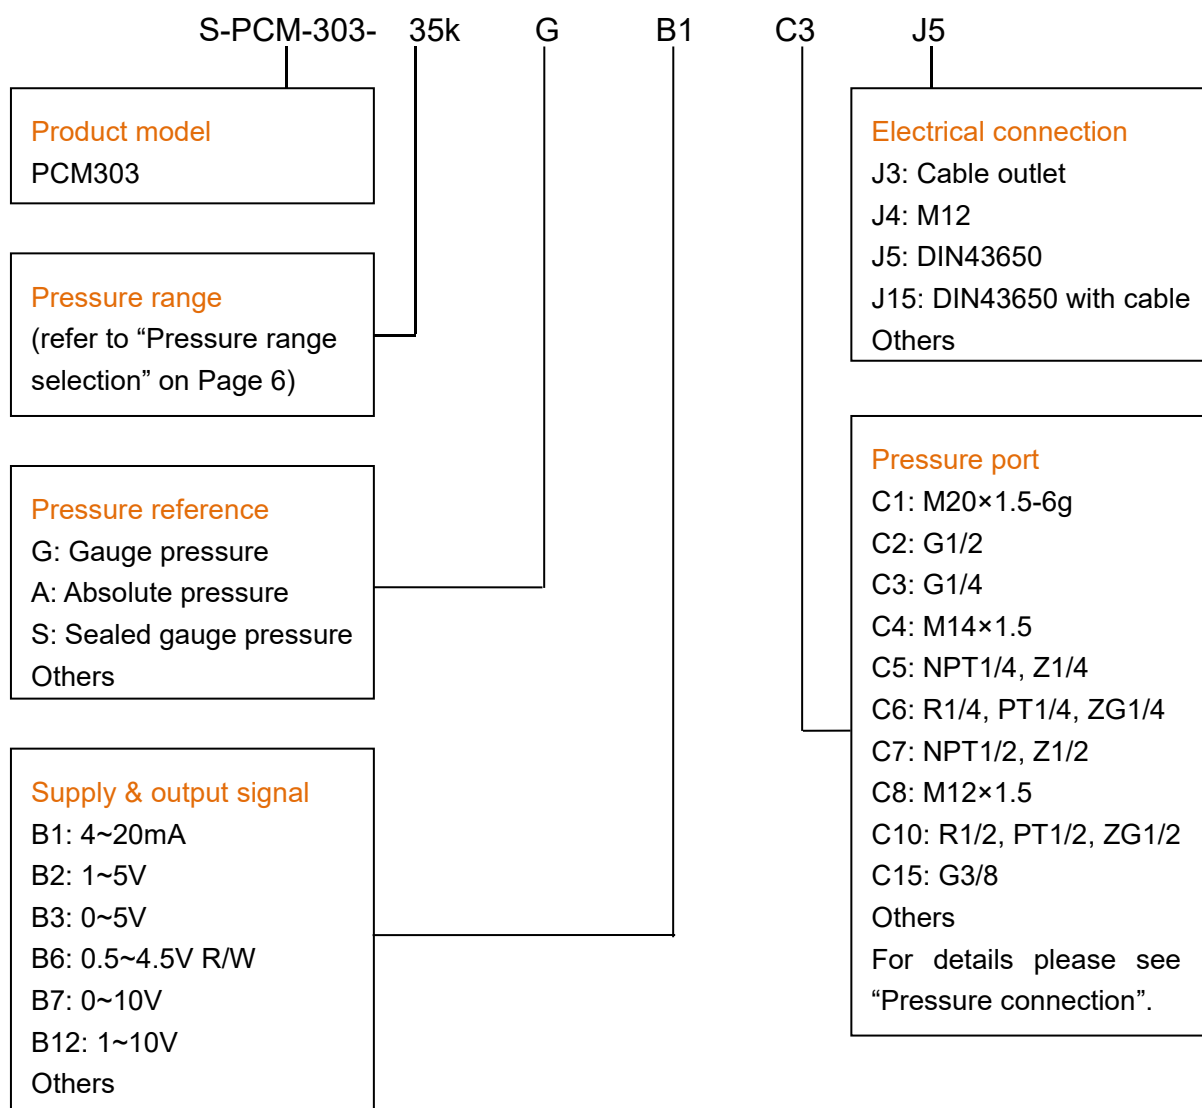 S-PCM-303- 35k G B1 C3 J5
Product model
PCM303
Pressure range
(refer to “Pressure range
selection” on Page 6)
Pressure reference
G: Gauge pressure
A: Absolute pressure
S: Sealed gauge pressure
Others
Supply & output signal
B1: 4~20mA
B2: 1~5V
B3: 0~5V
B6: 0.5~4.5V R/W
B7: 0~10V
B12: 1~10V
Others
Electrical connection
J3: Cable outlet
J4: M12
J5: DIN43650
J15: DIN43650 with cable
Others
Pressure port
C1: M20×1.5-6g
C2: G1/2
C3: G1/4
C4: M14×1.5
C5: NPT1/4, Z1/4
C6: R1/4, PT1/4, ZG1/4
C7: NPT1/2, Z1/2
C8: M12×1.5
C10: R1/2, PT1/2, ZG1/2
C15: G3/8
Others
For details please see
“Pressure connection”.